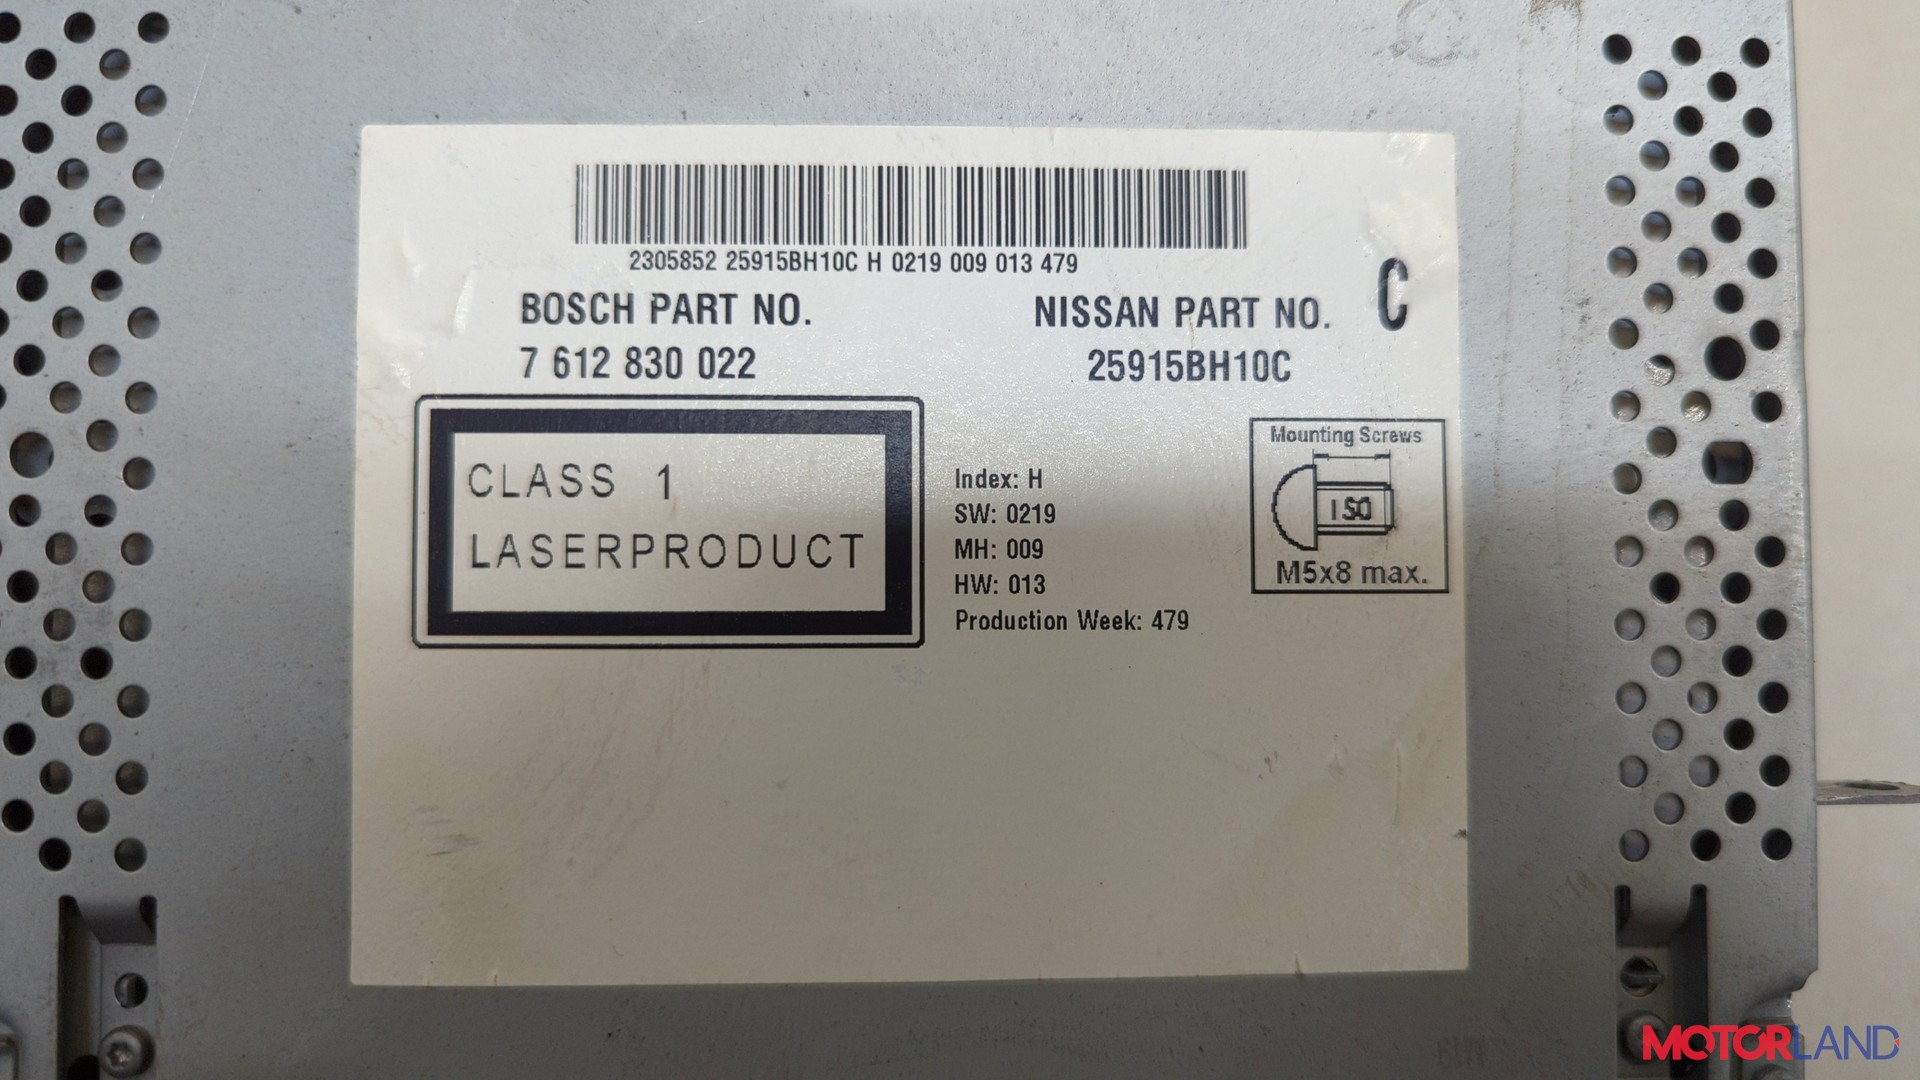 2305852 25915BH10C H 0219 009 013 479
BOSCH PART NO.
7 612 830 022
NISSAN PART NO.
25915BH10C
C
CLASS 1
LASERPRODUCT
Index: H
SW: 0219
MH: 009
HW: 013
Production Week: 479
Mounting Screws
ISO
M5x8 max.
MOTORLAND